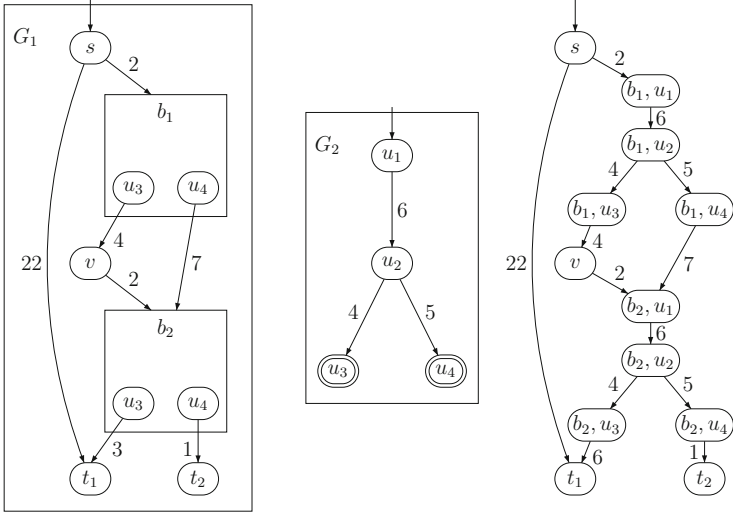 G₁
s
2
b₁
u₃
u₄
4
v
7
22
2
b₂
u₃
u₄
3
1
t₁
t₂
G₂
u₁
6
u₂
4
5
u₃
u₄
s
2
b₁, u₁
6
b₁, u₂
4
5
b₁, u₃
b₁, u₄
4
v
7
22
2
b₂, u₁
6
b₂, u₂
4
5
b₂, u₃
b₂, u₄
6
1
t₁
t₂